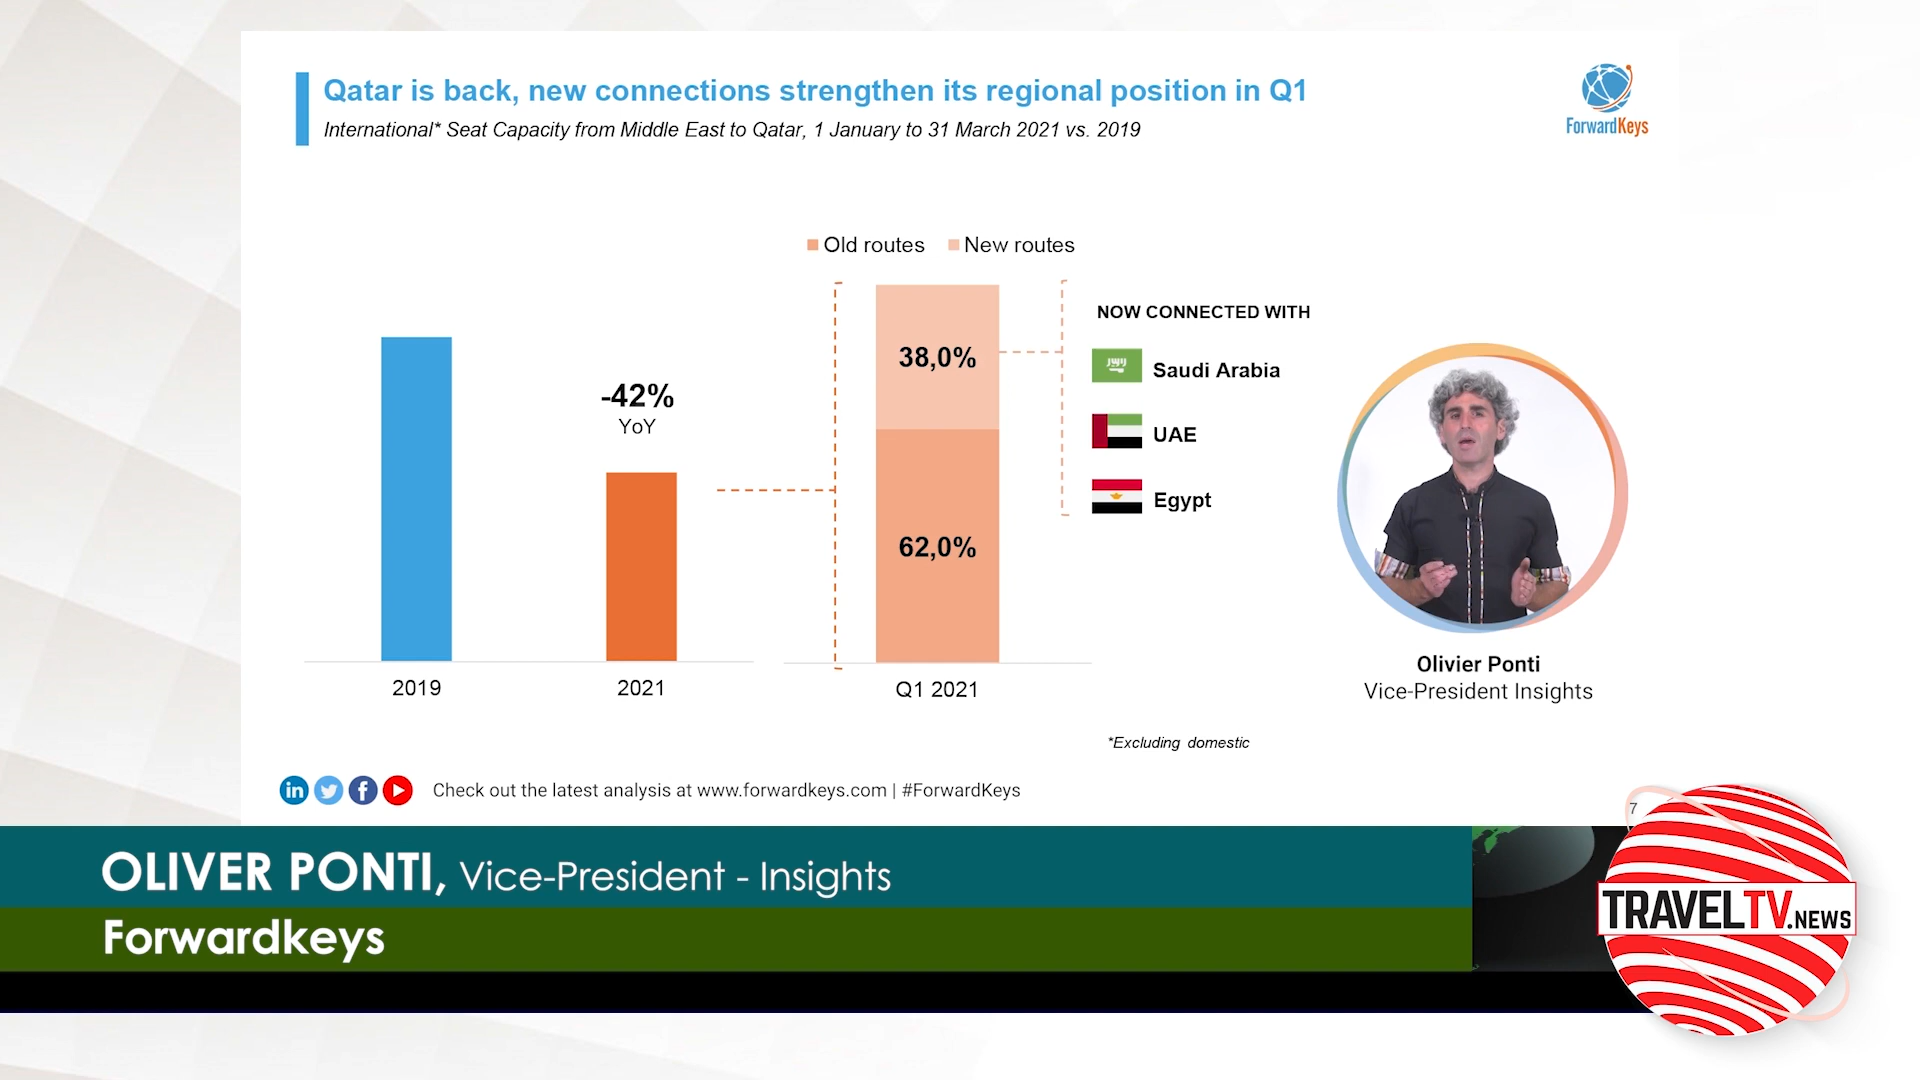 Qatar is back, new connections strengthen its regional position in Q1
International* Seat Capacity from Middle East to Qatar, 1 January to 31 March 2021 vs. 2019
ForwardKeys
Old routes New routes
NOW CONNECTED WITH
38,0%
Saudi Arabia
-42%
YoY
UAE
Egypt
62,0%
2019
2021
Q1 2021
Olivier Ponti
Vice-President Insights
*Excluding domestic
in
f
Check out the latest analysis at www.forwardkeys.com | #ForwardKeys
7
OLIVER PONTI, Vice-President - Insights
Forwardkeys
TRAVELTV.NEWS